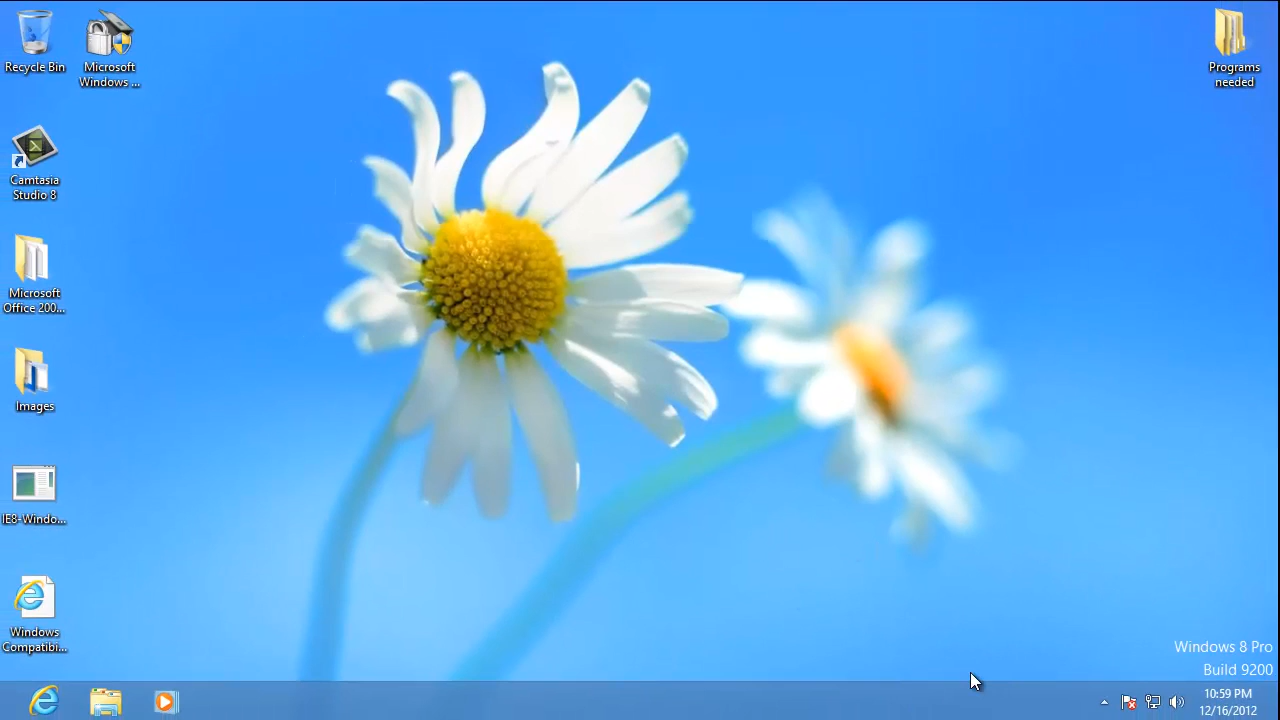 Recycle Bin
Microsoft
Windows ...
Camtasia
Studio 8
Microsoft
Office 200...
Images
IE8-Windo...
Windows
Compatibi...
Programs
needed
Windows 8 Pro
Build 9200
10:59 PM
12/16/2012